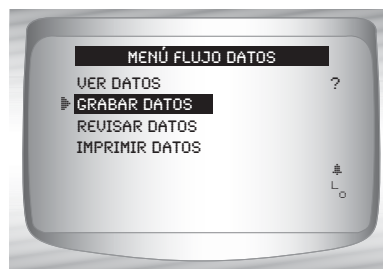 MENÚ FLUJO DATOS
VER DATOS ?
GRABAR DATOS
REVISAR DATOS
IMPRIMIR DATOS
L
o